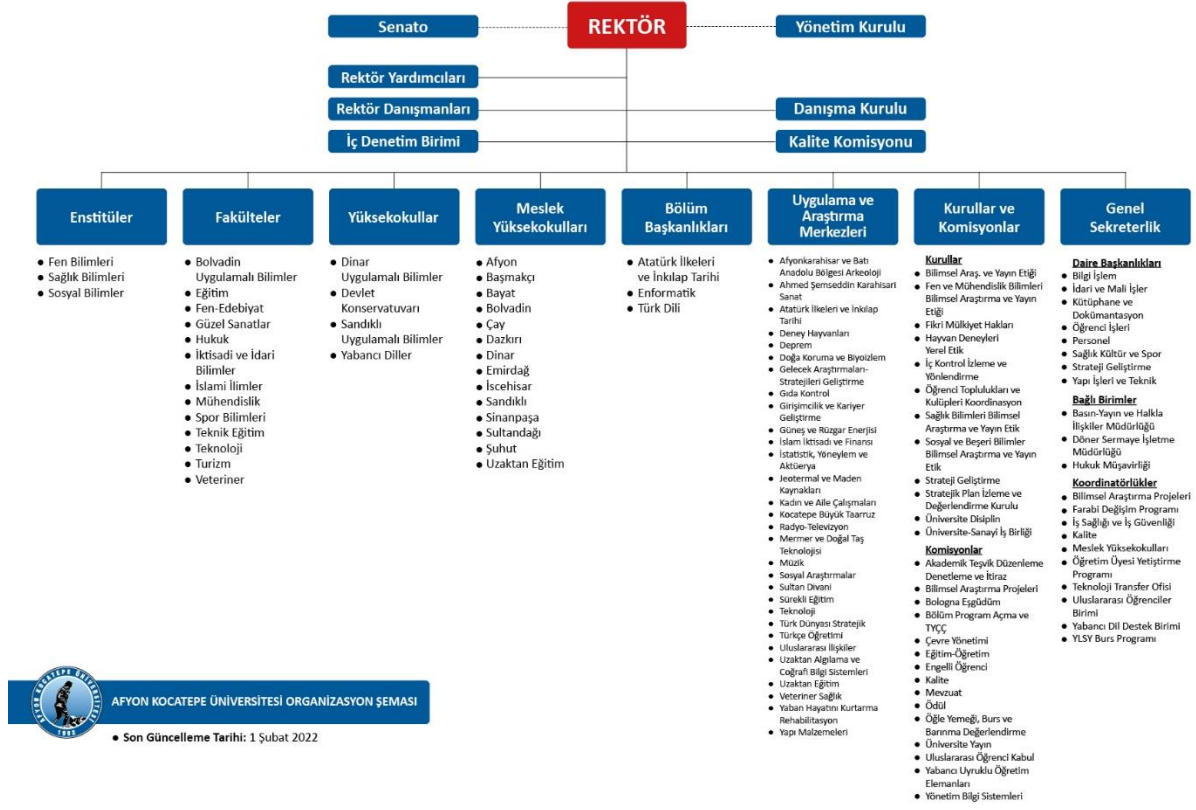 Senato
REKTÖR
Yönetim Kurulu
Rektör Yardımcıları
Rektör Danışmanları
Danışma Kurulu
İç Denetim Birimi
Kalite Komisyonu
Enstitüler
• Fen Bilimleri
• Sağlık Bilimleri
• Sosyal Bilimler
Fakülteler
• Bolvadin
Uygulamalı Bilimler
• Eğitim
• Fen-Edebiyat
• Güzel Sanatlar
• Hukuk
• İktisadi ve İdari
Bilimler
• İslami İlimler
• Mühendislik
• Spor Bilimleri
• Teknik Eğitim
• Teknoloji
• Turizm
• Veteriner
Yüksekokullar
• Dinar
Uygulamalı Bilimler
• Devlet
Konservatuvarı
• Sandıklı
Uygulamalı Bilimler
• Yabancı Diller
Meslek
Yüksekokulları
• Afyon
• Başmakçı
• Bayat
• Bolvadin
• Çay
• Dazkırı
• Dinar
• Emirdağ
• İscehisar
• Sandıklı
• Sinanpaşa
• Sultandağı
• Şuhut
• Uzaktan Eğitim
Bölüm
Başkanlıkları
• Atatürk İlkeleri
ve İnkılap Tarihi
• Enformatik
• Türk Dili
Uygulama ve
Araştırma
Merkezleri
• Afyonkarahisar ve Batı
Anadolu Bölgesi Arkeoloji
• Ahmed Şemseddin Karahisari
Sanat
• Atatürk İlkeleri ve İnkılap
Tarihi
• Deney Hayvanları
• Deprem
• Doğa Koruma ve Biyoizlem
• Gelecek Araştırmaları-
Stratejileri Geliştirme
• Gıda Kontrol
• Girişimcilik ve Kariyer
Geliştirme
• Güneş ve Rüzgar Enerjisi
• İslam İktisadı ve Finansı
• İstatistik, Yöneylem ve
Aktüerya
• Jeotermal ve Maden
Kaynakları
• Kadın ve Aile Çalışmaları
• Kocatepe Büyük Taarruz
• Radyo-Televizyon
• Mermer ve Doğal Taş
Teknolojisi
• Müzik
• Sosyal Araştırmalar
• Sultan Divani
• Sürekli Eğitim
• Teknoloji
• Türk Dünyası Stratejik
• Türkçe Öğretimi
• Uluslararası İlişkiler
• Uzaktan Algılama ve
Coğrafi Bilgi Sistemleri
• Uzaktan Eğitim
• Veteriner Sağlık
• Yaban Hayatını Kurtarma
Rehabilitasyon
• Yapı Malzemeleri
Kurullar ve
Komisyonlar
Kurullar
• Bilimsel Araş. ve Yayın Etiği
• Fen ve Mühendislik Bilimleri
Bilimsel Araştırma ve Yayın
Etiği
• Fikri Mülkiyet Hakları
• Hayvan Deneyleri
Yerel Etik
• İç Kontrol İzleme ve
Yönlendirme
• Öğrenci Toplulukları ve
Kulüpleri Koordinasyon
• Sağlık Bilimleri Bilimsel
Araştırma ve Yayın Etik
• Sosyal ve Beşeri Bilimler
Bilimsel Araştırma ve Yayın
Etik
• Strateji Geliştirme
• Stratejik Plan İzleme ve
Değerlendirme Kurulu
• Üniversite Disiplin
• Üniversite-Sanayi İş Birliği
Komisyonlar
• Akademik Teşvik Düzenleme
Denetleme ve İtiraz
• Bilimsel Araştırma Projeleri
• Bologna Eşgüdüm
• Bölüm Program Açma ve
TYÇÇ
• Çevre Yönetimi
• Eğitim-Öğretim
• Engelli Öğrenci
• Kalite
• Mevzuat
• Ödül
• Öğle Yemeği, Burs ve
Barınma Değerlendirme
• Üniversite Yayın
• Uluslararası Öğrenci Kabul
• Yabancı Uyruklu Öğretim
Elemanları
• Yönetim Bilgi Sistemleri
Genel
Sekreterlik
Daire Başkanlıkları
• Bilgi İşlem
• İdari ve Mali İşler
• Kütüphane ve
Dokümantasyon
• Öğrenci İşleri
• Personel
• Sağlık Kültür ve Spor
• Strateji Geliştirme
• Yapı İşleri ve Teknik
Bağlı Birimler
• Basın-Yayın ve Halkla
İlişkiler Müdürlüğü
• Döner Sermaye İşletme
Müdürlüğü
• Hukuk Müşavirliği
Koordinatörlükler
• Bilimsel Araştırma Projeleri
• Farabi Değişim Programı
• İş Sağlığı ve İş Güvenliği
• Kalite
• Meslek Yüksekokulları
• Öğretim Üyesi Yetiştirme
Programı
• Teknoloji Transfer Ofisi
• Uluslararası Öğrenciler
Birimi
• Yabancı Dil Destek Birimi
• YLSY Burs Programı
AFYON KOCATEPE ÜNİVERSİTESİ
1992
AFYON KOCATEPE ÜNİVERSİTESİ ORGANİZASYON ŞEMASI
• Son Güncelleme Tarihi: 1 Şubat 2022